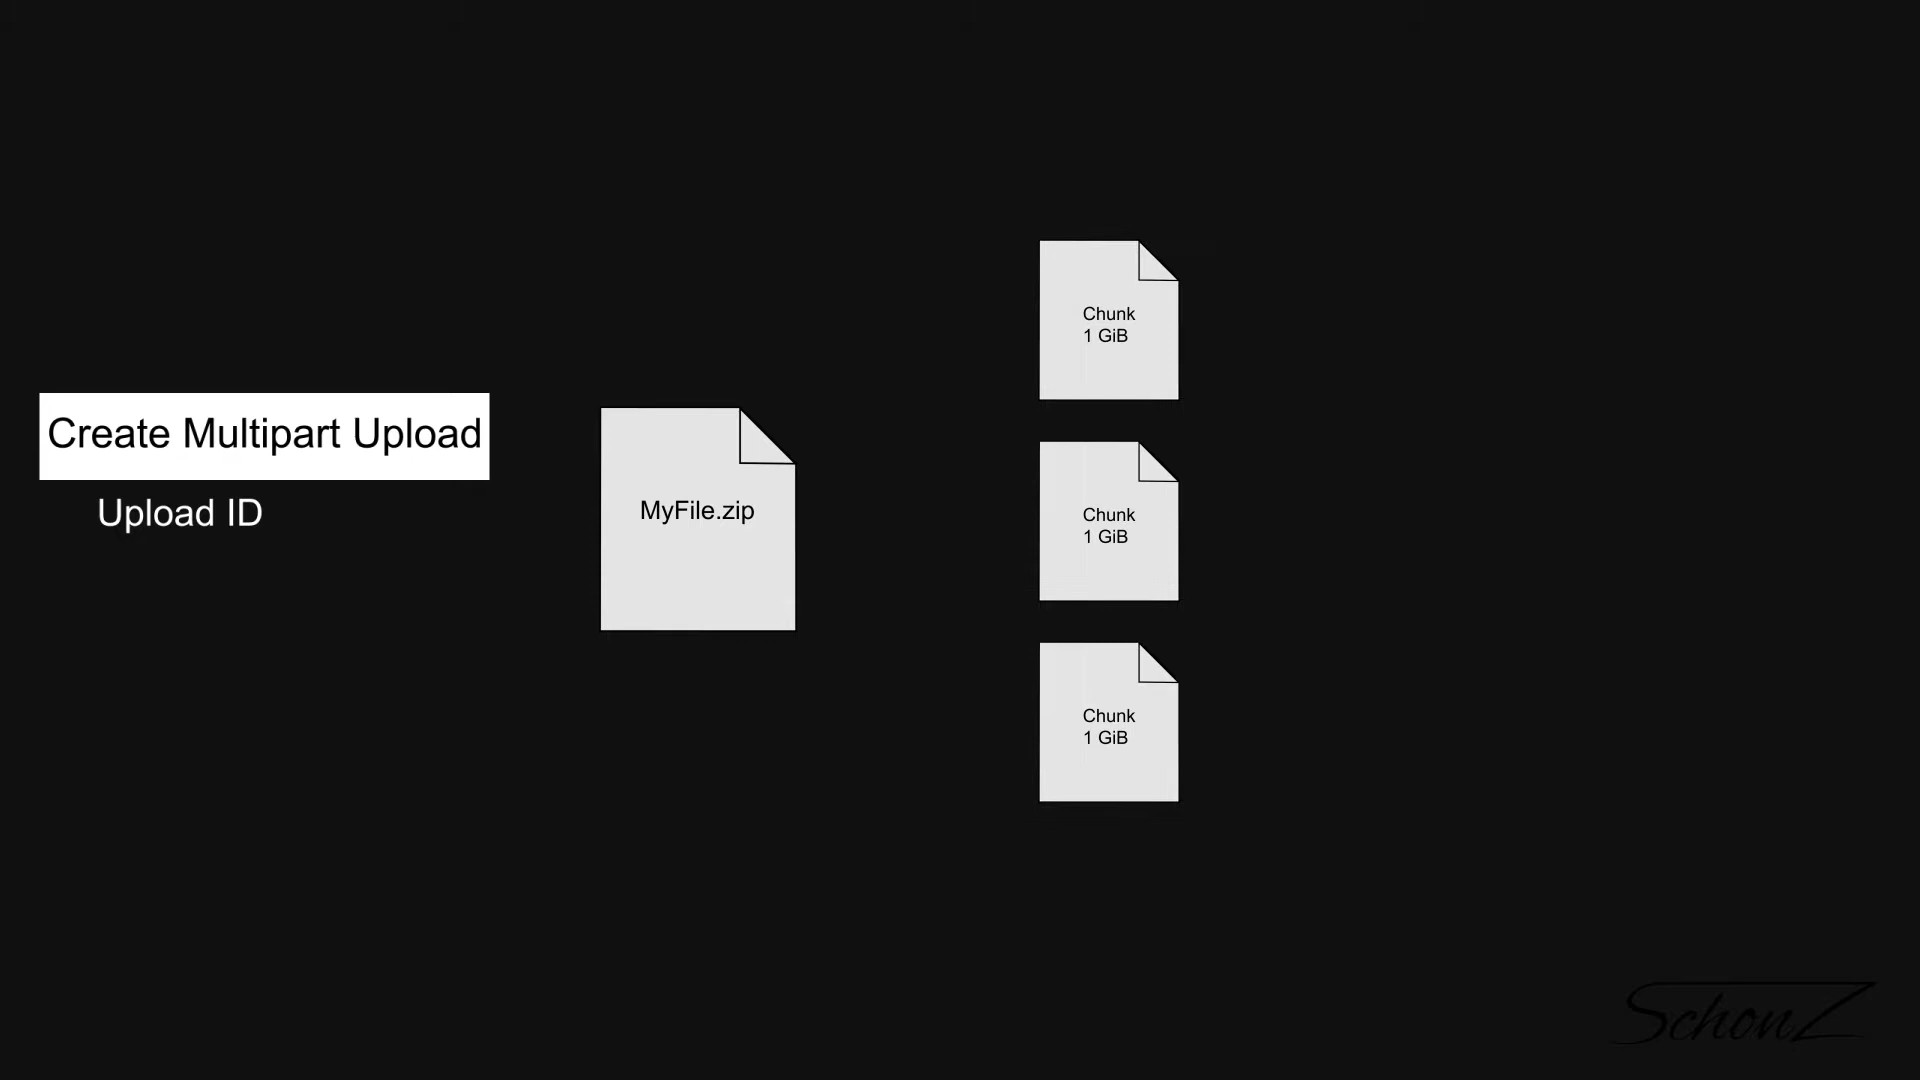 Create Multipart Upload
Upload ID
MyFile.zip
Chunk
1 GiB
Chunk
1 GiB
Chunk
1 GiB
SchonZ